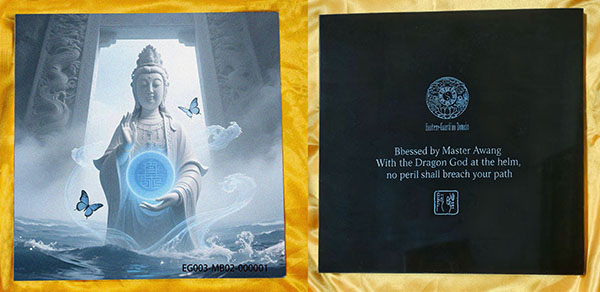 EG003-MB02-000001
Bbessed by Master Awang
With the Dragon God at the helm,
no peril shall breach your path